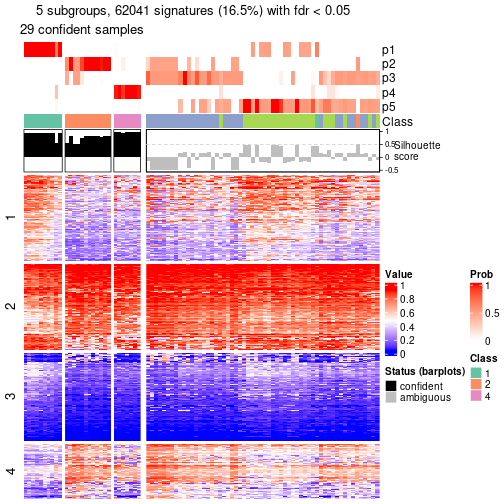 5 subgroups, 62041 signatures (16.5%) with fdr < 0.05
29 confident samples
p1
p2
p3
p4
p5
Class
1
0.5
0
-0.5
Silhouette
score
1
2
3
4
Value
1
0.8
0.6
0.4
0.2
0
Prob
1
0.5
0
Status (barplots)
confident
ambiguous
Class
1
2
4